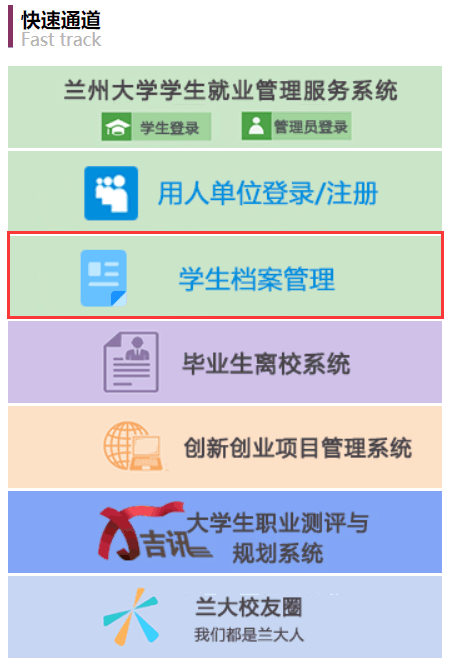 快速通道
Fast track
兰州大学学生就业管理服务系统
学生登录 管理员登录
用人单位登录/注册
学生档案管理
毕业生离校系统
创新创业项目管理系统
吉讯 大学生职业测评与
规划系统
兰大校友圈
我们都是兰大人